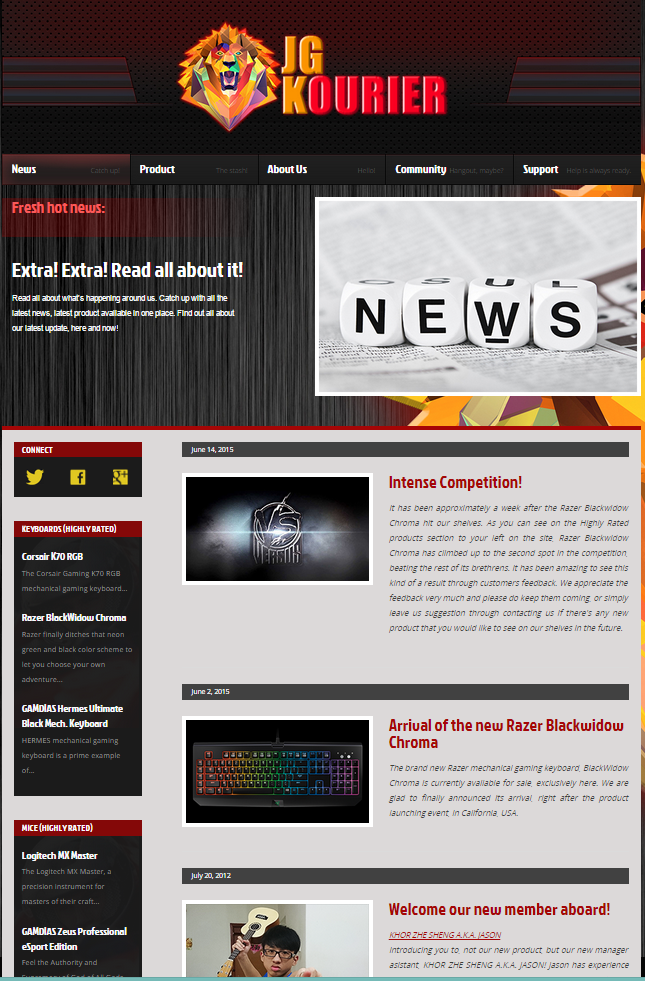 JG
KOURIER
News Catch up!
Product The stash!
About Us Hello!
Community Hangout, maybe?
Support Help is always ready.
Fresh hot news:
Extra! Extra! Read all about it!
Read all about what's happening around us. Catch up with all the
latest news, latest product available in one place. Find out all about
our latest update, here and now!
O S U L
N E W S
CONNECT
KEYBOARDS (HIGHLY RATED)
Corsair K70 RGB
The Corsair Gaming K70 RGB
mechanical gaming keyboard...
Razer BlackWidow Chroma
Razer finally ditches that neon
green and black color scheme to
let you choose your own
adventure...
GAMDIAS Hermes Ultimate
Black Mech. Keyboard
HERMES mechanical gaming
keyboard is a prime example
of...
MICE (HIGHLY RATED)
Logitech MX Master
The Logitech MX Master, a
precision instrument for
masters of their craft...
GAMDIAS Zeus Professional
eSport Edition
Feel the Authority and
June 14, 2015
VS
VERSUS
Intense Competition!
It has been approximately a week after the Razer Blackwidow
Chroma hit our shelves. As you can see on the Highly Rated
products section to your left on the site, Razer Blackwidow
Chroma has climbed up to the second spot in the competition,
beating the rest of its brethrens. It has been amazing to see this
kind of a result through customers feedback. We appreciate the
feedback very much and please do keep them coming, or simply
leave us suggestion through contacting us if there's any new
product that you would like to see on our shelves in the future.
June 2, 2015
Arrival of the new Razer Blackwidow
Chroma
The brand new Razer mechanical gaming keyboard, BlackWidow
Chroma is currently available for sale, exclusively here. We are
glad to finally announced its arrival, right after the product
launching event, in California, USA.
July 20, 2012
Welcome our new member aboard!
KHOR ZHE SHENG A.K.A. JASON
Introducing you to, not our new product, but our new manager
asistant, KHOR ZHE SHENG A.K.A. JASON! Jason has experience